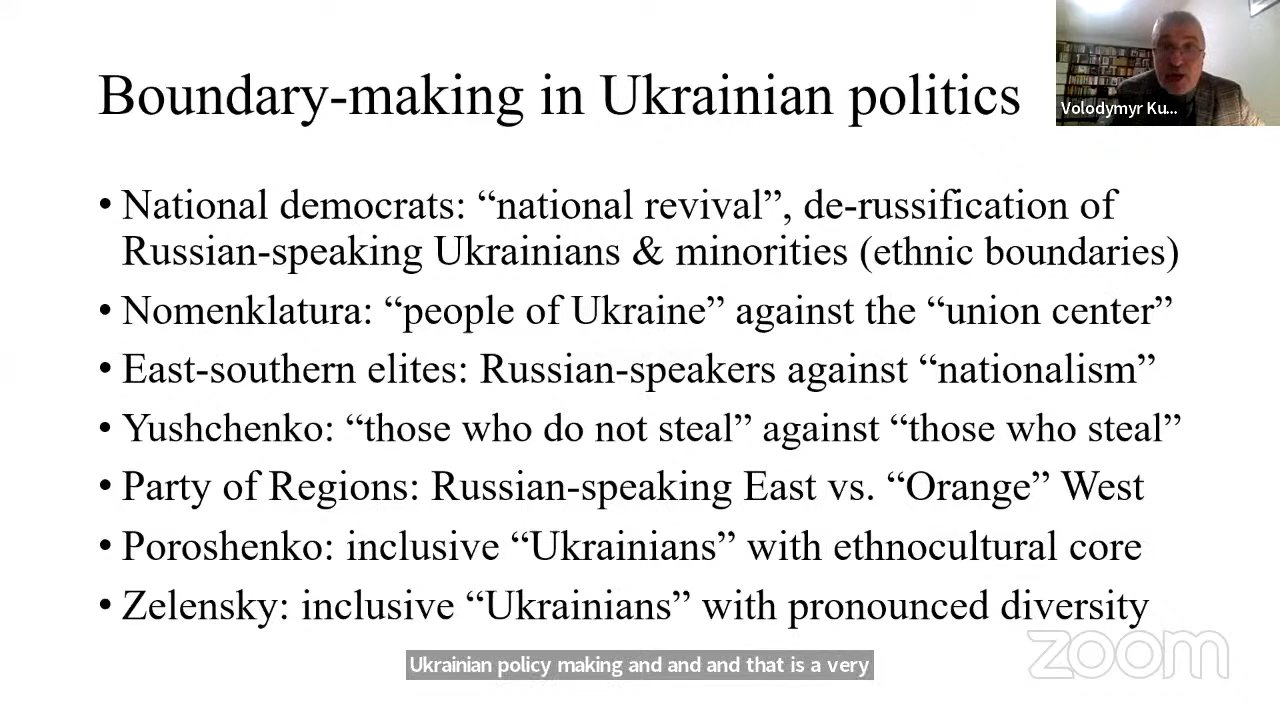 Boundary-making in Ukrainian politics
Volodymyr Ku...
• National democrats: “national revival”, de-russification of
Russian-speaking Ukrainians & minorities (ethnic boundaries)
• Nomenklatura: “people of Ukraine” against the “union center”
• East-southern elites: Russian-speakers against “nationalism”
• Yushchenko: “those who do not steal” against “those who steal”
• Party of Regions: Russian-speaking East vs. “Orange” West
• Poroshenko: inclusive “Ukrainians” with ethnocultural core
• Zelensky: inclusive “Ukrainians” with pronounced diversity
zoom
Ukrainian policy making and and and that is a very